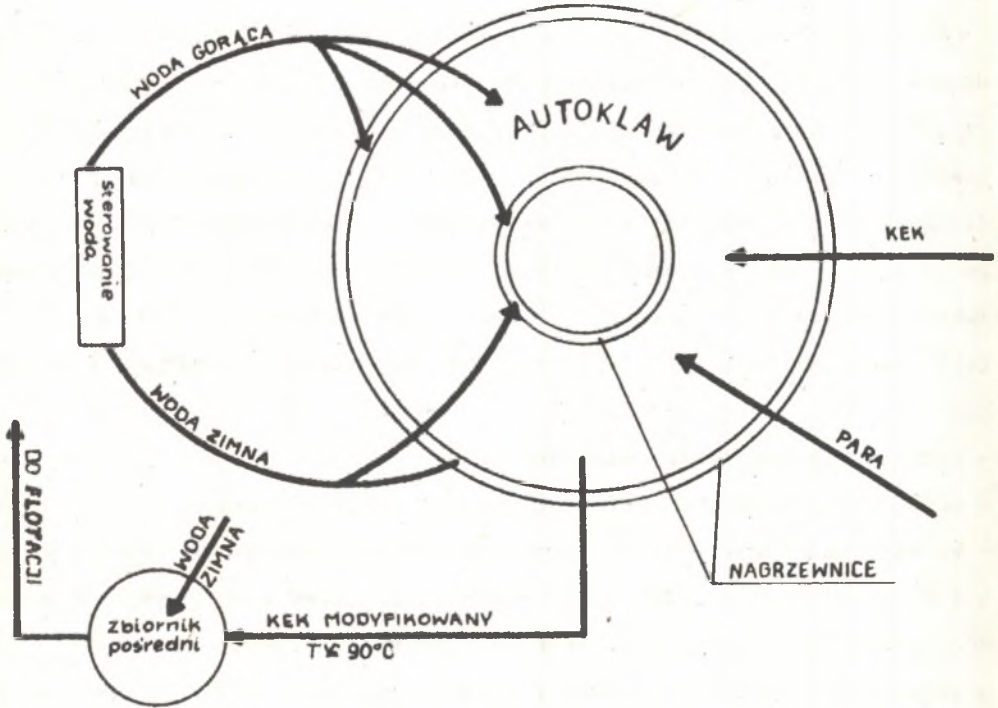 WODA GORĄCA
AUTOKLAW
Sterowanie
wodą
KEK
WODA ZIMNA
PARA
DO FLOTACJI
WODA
ZIMNA
NAGRZEWNICE
Zbiornik
pośredni
KEK MODYFIKOWANY
T≤ 90°C